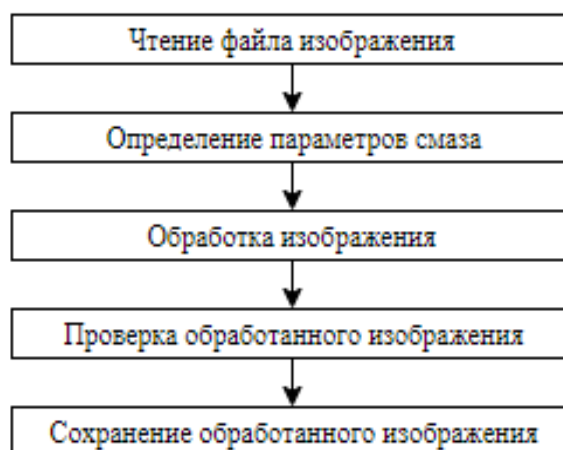 Чтение файла изображения
Определение параметров смаза
Обработка изображения
Проверка обработанного изображения
Сохранение обработанного изображения